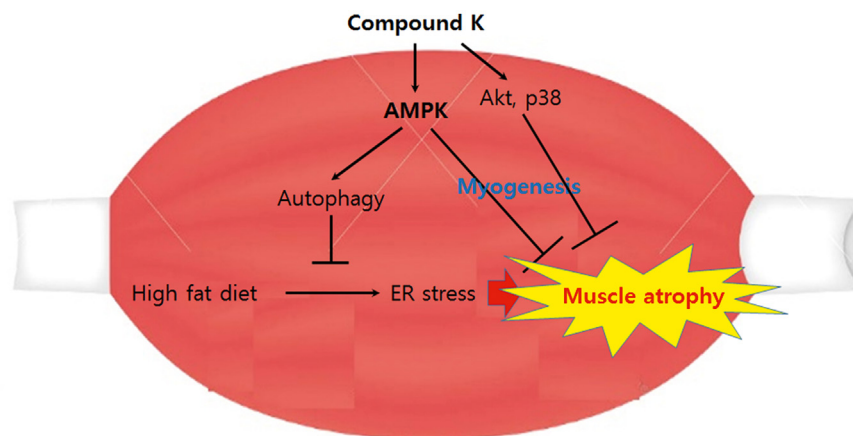 Compound K
Akt, p38
AMPK
Myogenesis
Autophagy
High fat diet
ER stress
Muscle atrophy